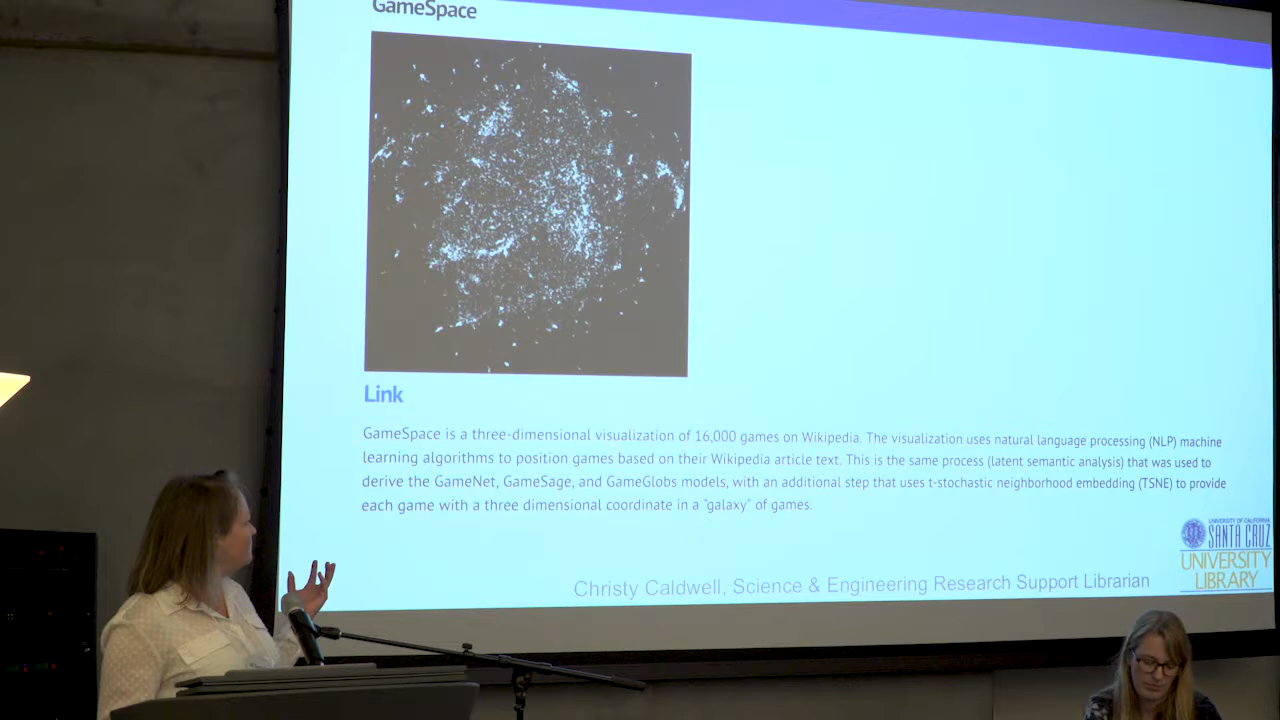 GameSpace
Link
GameSpace is a three-dimensional visualization of 16,000 games on Wikipedia. The visualization uses natural language processing (NLP) machine
learning algorithms to position games based on their Wikipedia article text. This is the same process (latent semantic analysis) that was used to
derive the GameNet, GameSage, and GameGlobs models, with an additional step that uses t-stochastic neighborhood embedding (TSNE) to provide
each game with a three dimensional coordinate in a "galaxy" of games.
UNIVERSITY OF CALIFORNIA
SANTA CRUZ
UNIVERSITY
LIBRARY
Christy Caldwell, Science & Engineering Research Support Librarian